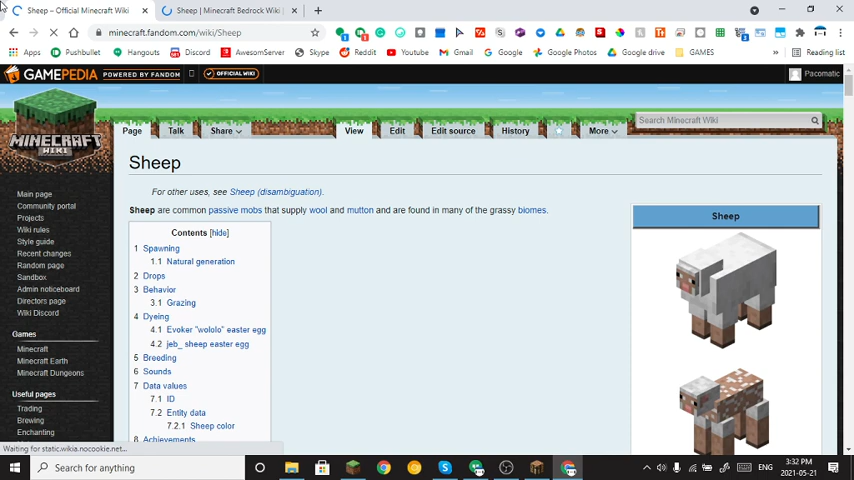 Sheep – Official Minecraft Wiki
Sheep | Minecraft Bedrock Wiki |
minecraft.fandom.com/wiki/Sheep
Apps
Pushbullet
Hangouts
Discord
AwesomServer
Skype
Reddit
Youtube
Gmail
Google
Google Photos
Google Drive
GAMES
Reading list
GAMEPEDIA
POWERED BY FANDOM
OFFICIAL WIKI
Pacomatic
MINECRAFT
WIKI
Page
Talk
Share
View
Edit
Edit source
History
More
Search Minecraft Wiki
Main page
Community portal
Projects
Wiki rules
Style guide
Recent changes
Random page
Sandbox
Admin noticeboard
Directors page
Wiki Discord
Games
Minecraft
Minecraft Earth
Minecraft Dungeons
Useful pages
Trading
Brewing
Enchanting
Sheep
For other uses, see Sheep (disambiguation).
Sheep are common passive mobs that supply wool and mutton and are found in many of the grassy biomes.
Contents [hide]
1 Spawning
1.1 Natural generation
2 Drops
3 Behavior
3.1 Grazing
4 Dyeing
4.1 Evoker "wololo" easter egg
4.2 jeb_ sheep easter egg
5 Breeding
6 Sounds
7 Data values
7.1 ID
7.2 Entity data
7.2.1 Sheep color
8 Achievements
Sheep
Waiting for static.wikia.nocookie.net...
Search for anything
ENG
3:32 PM
2021-05-21